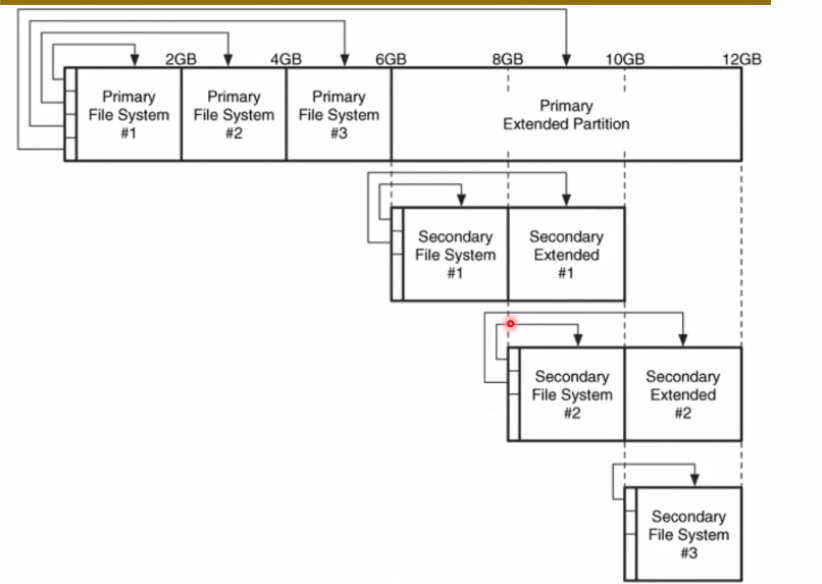 2GB
4GB
6GB
8GB
10GB
12GB
Primary
File System
#1
Primary
File System
#2
Primary
File System
#3
Primary
Extended Partition
Secondary
File System
#1
Secondary
Extended
#1
Secondary
File System
#2
Secondary
Extended
#2
Secondary
File System
#3